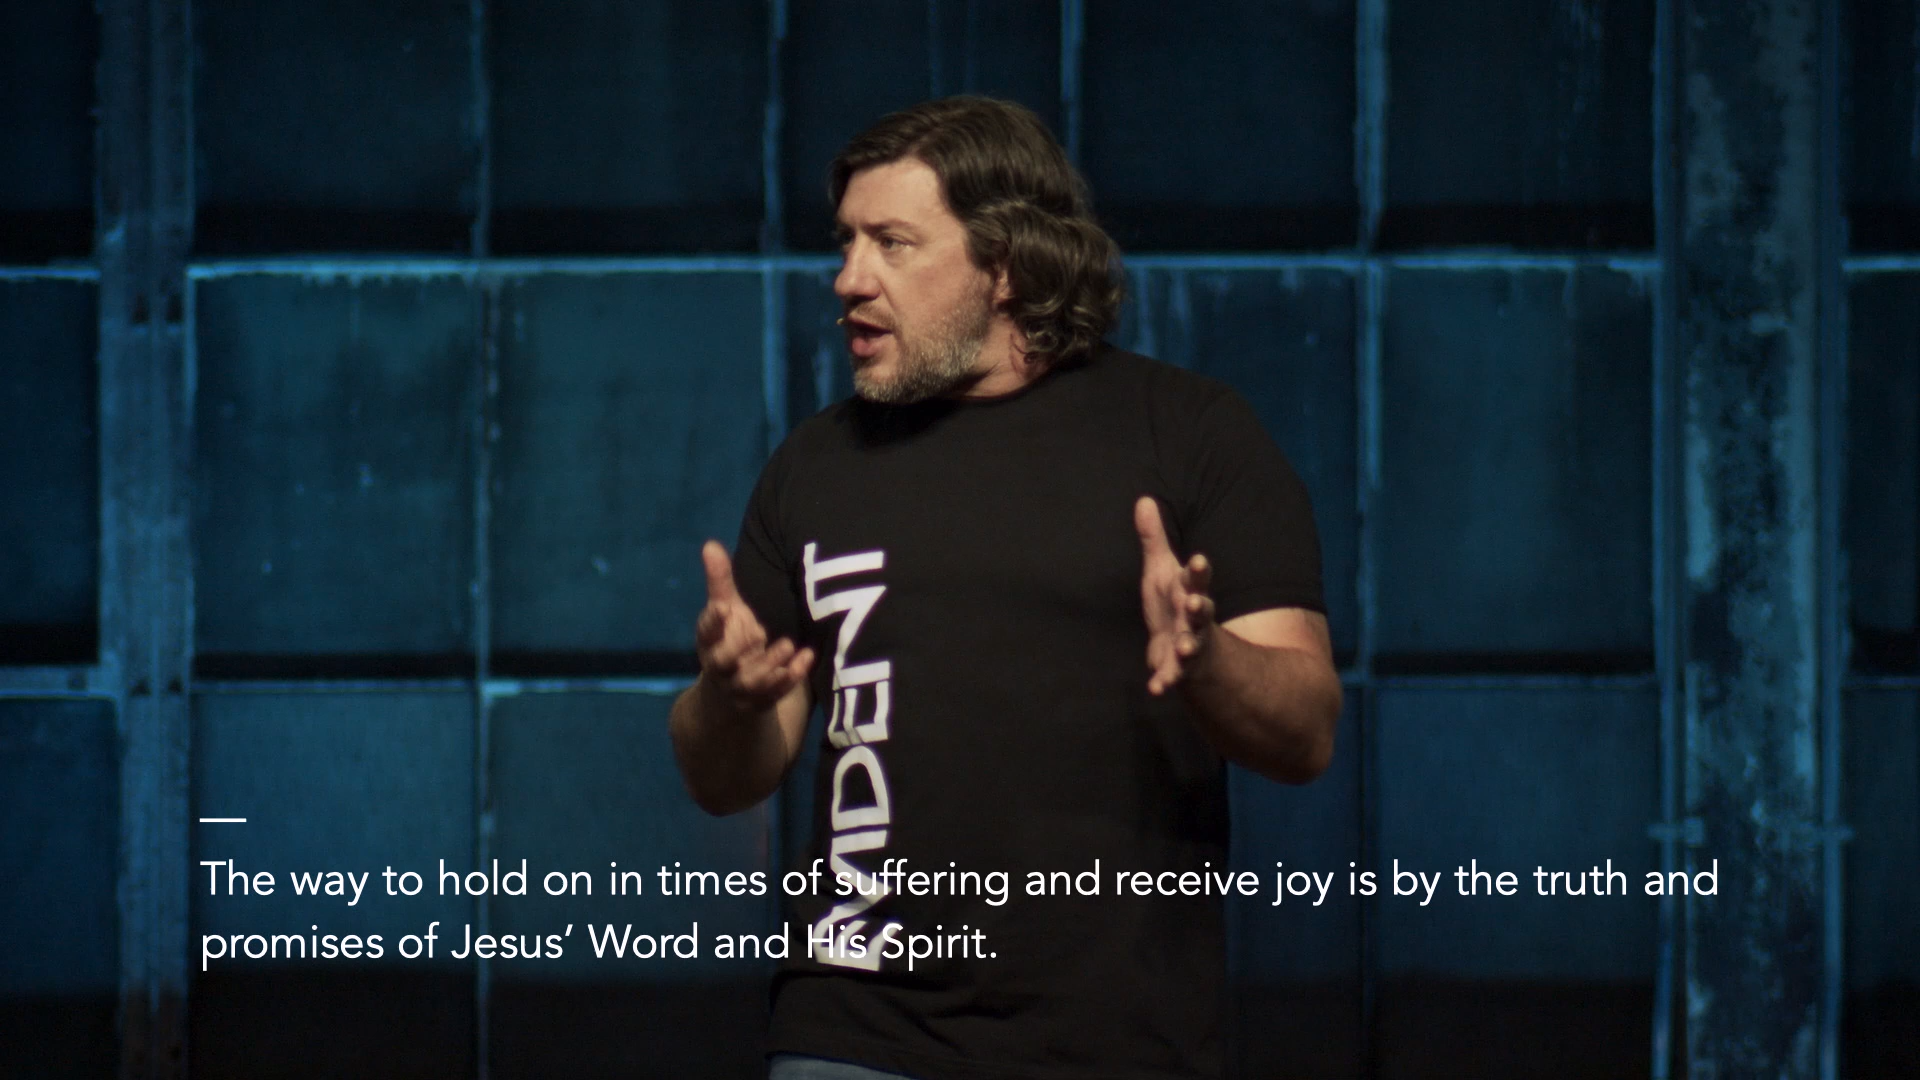 EVIDENT
The way to hold on in times of suffering and receive joy is by the truth and
promises of Jesus’ Word and His Spirit.